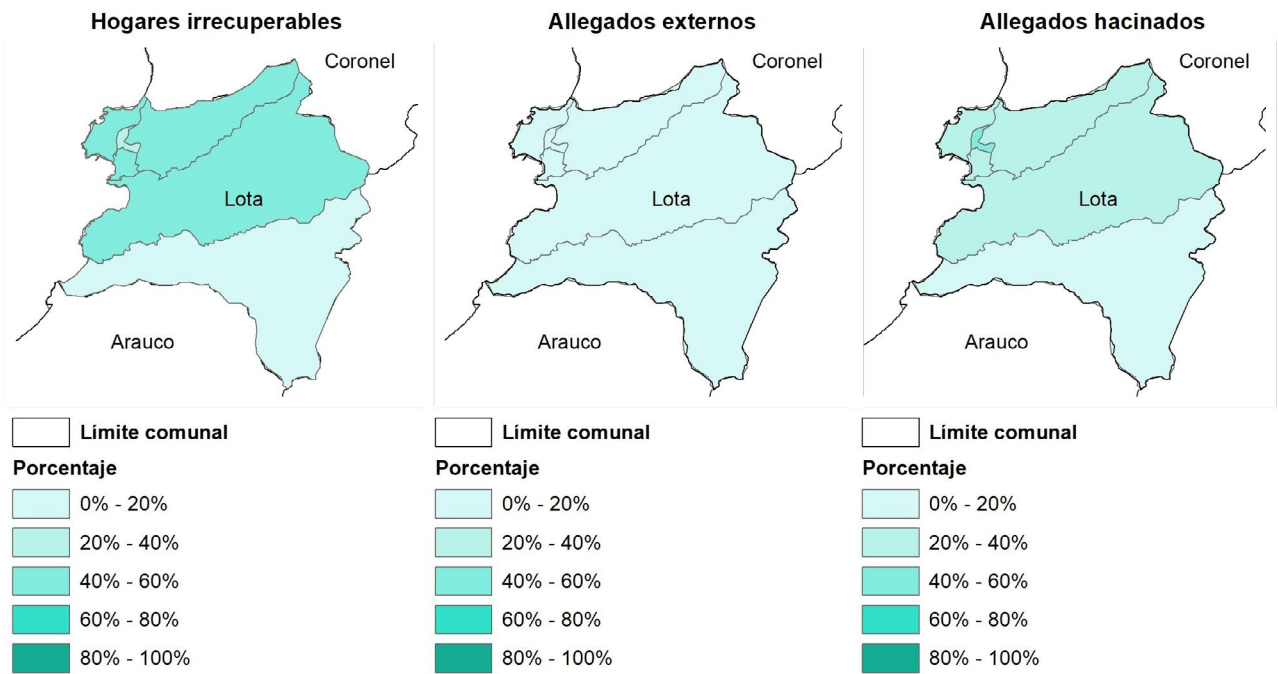 Hogares irrecuperables
Coronel
Lota
Arauco
Límite comunal
Porcentaje
0% - 20%
20% - 40%
40% - 60%
60% - 80%
80% - 100%
Allegados externos
Coronel
Lota
Arauco
Límite comunal
Porcentaje
0% - 20%
20% - 40%
40% - 60%
60% - 80%
80% - 100%
Allegados hacinados
Coronel
Lota
Arauco
Límite comunal
Porcentaje
0% - 20%
20% - 40%
40% - 60%
60% - 80%
80% - 100%